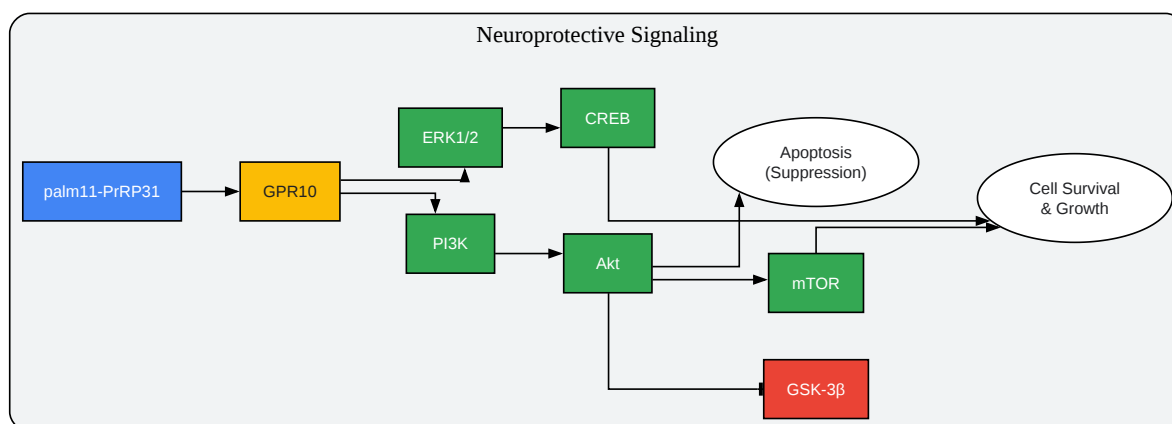 Neuroprotective Signaling
palm11-PrRP31
GPR10
ERK1/2
CREB
PI3K
Akt
Apoptosis
(Suppression)
mTOR
Cell Survival
& Growth
GSK-3β